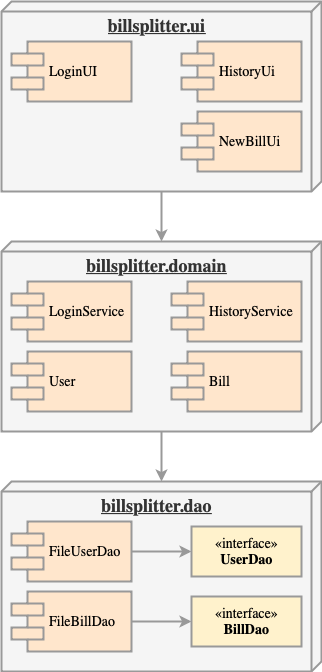 billsplitter.ui
LoginUI
HistoryUi
NewBillUi
billsplitter.domain
LoginService
HistoryService
User
Bill
billsplitter.dao
FileUserDao
«interface»
UserDao
FileBillDao
«interface»
BillDao